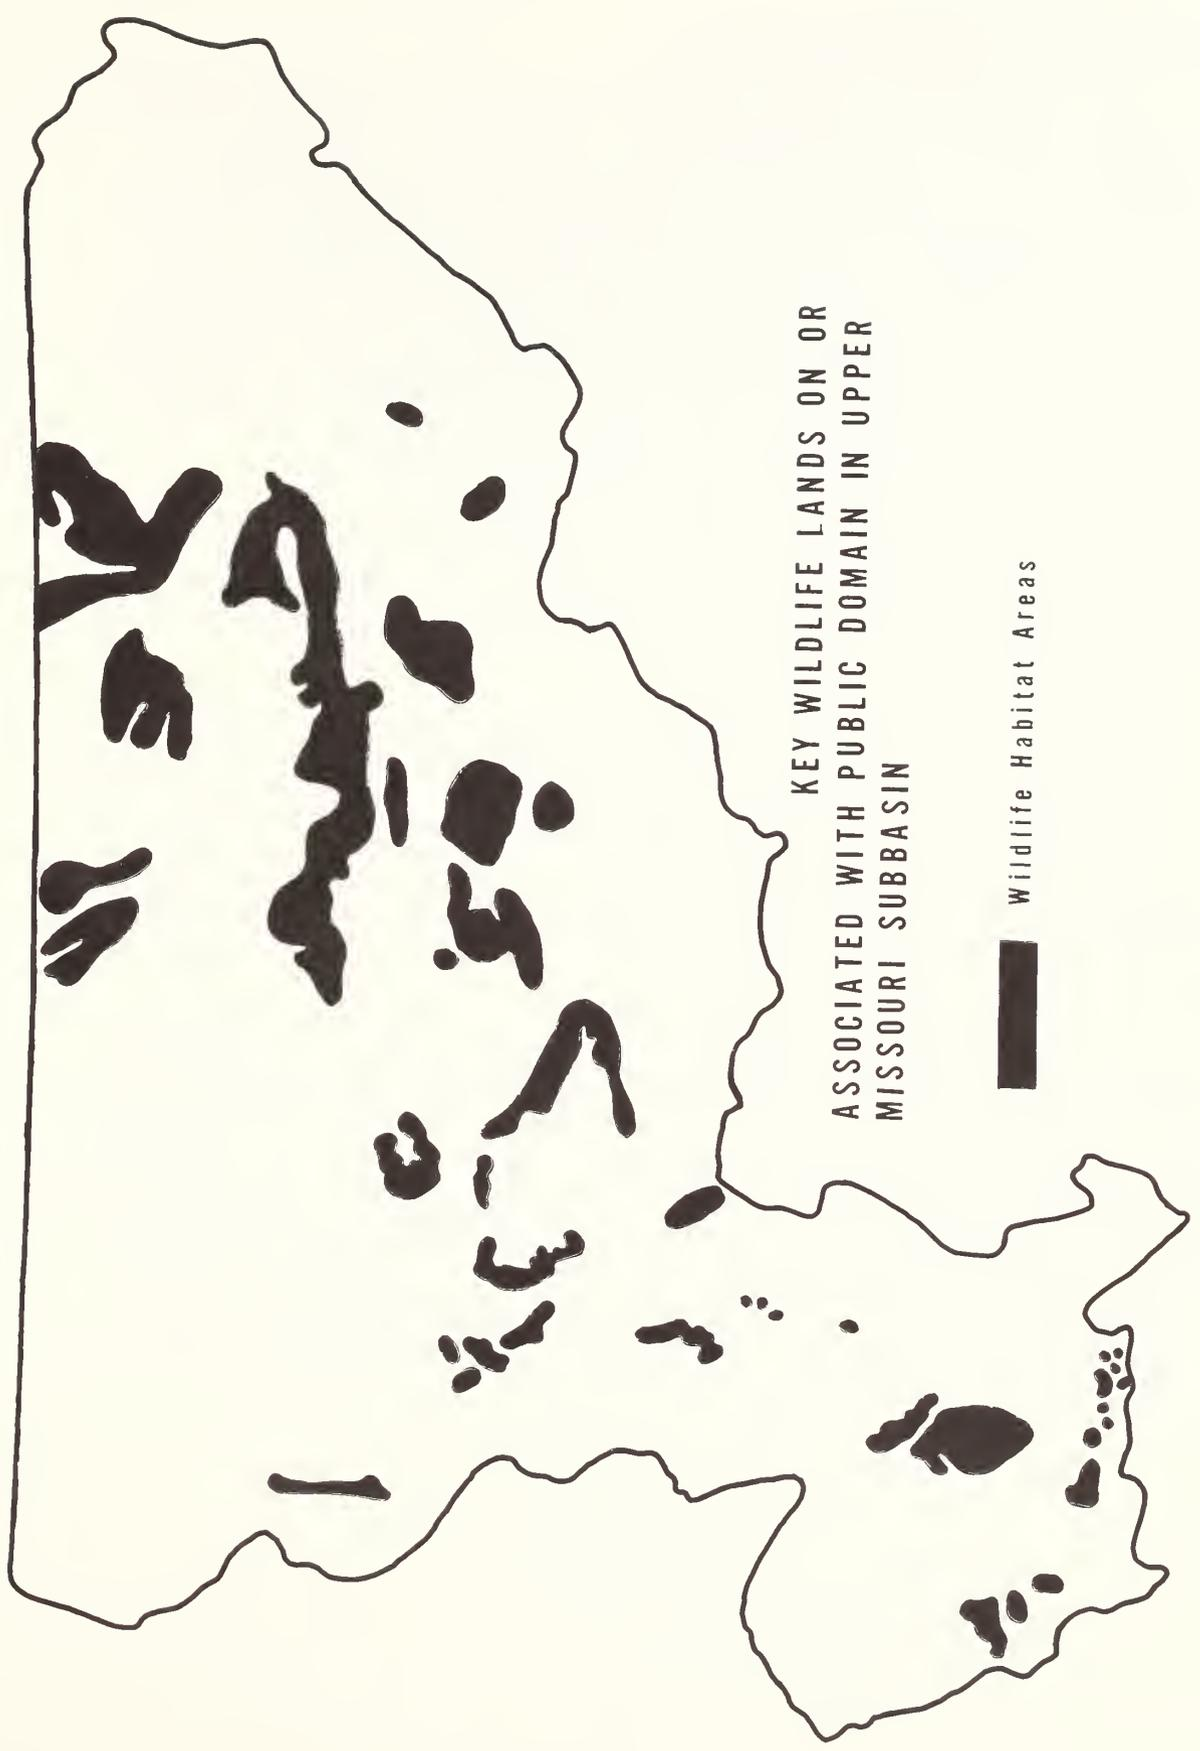 KEY WILDLIFE LANDS ON OR
ASSOCIATED WITH PUBLIC DOMAIN IN UPPER
MISSOURI SUBBASIN
Wildlife Habitat Areas